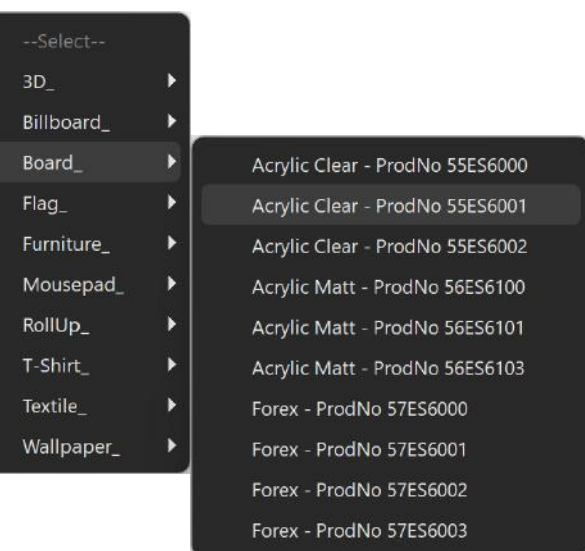 --Select--
3D_
Billboard_
Board_
Flag_
Furniture_
Mousepad_
RollUp_
T-Shirt_
Textile_
Wallpaper_
Acrylic Clear - ProdNo 55ES6000
Acrylic Clear - ProdNo 55ES6001
Acrylic Clear - ProdNo 55ES6002
Acrylic Matt - ProdNo 56ES6100
Acrylic Matt - ProdNo 56ES6101
Acrylic Matt - ProdNo 56ES6103
Forex - ProdNo 57ES6000
Forex - ProdNo 57ES6001
Forex - ProdNo 57ES6002
Forex - ProdNo 57ES6003